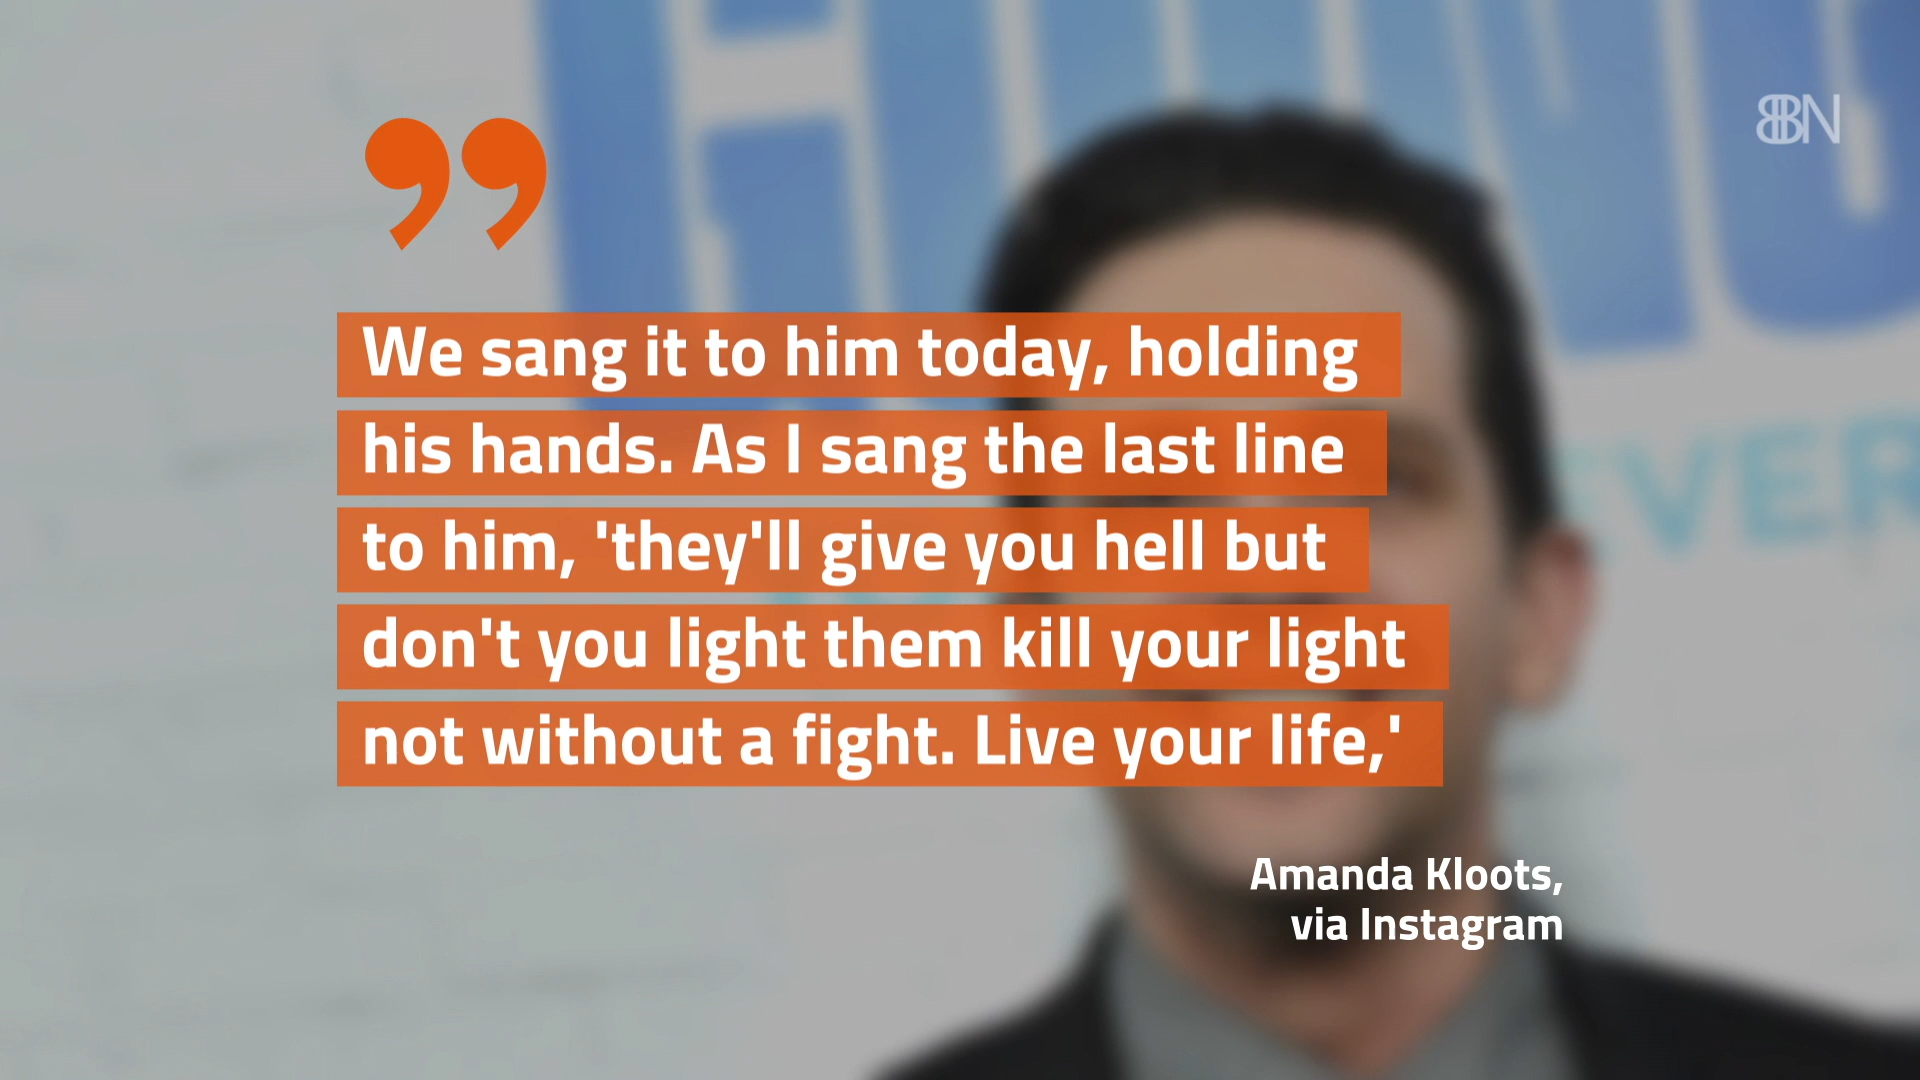 BBN
We sang it to him today, holding
his hands. As I sang the last line
to him, 'they'll give you hell but
don't you light them kill your light
not without a fight. Live your life,'
Amanda Kloots,
via Instagram